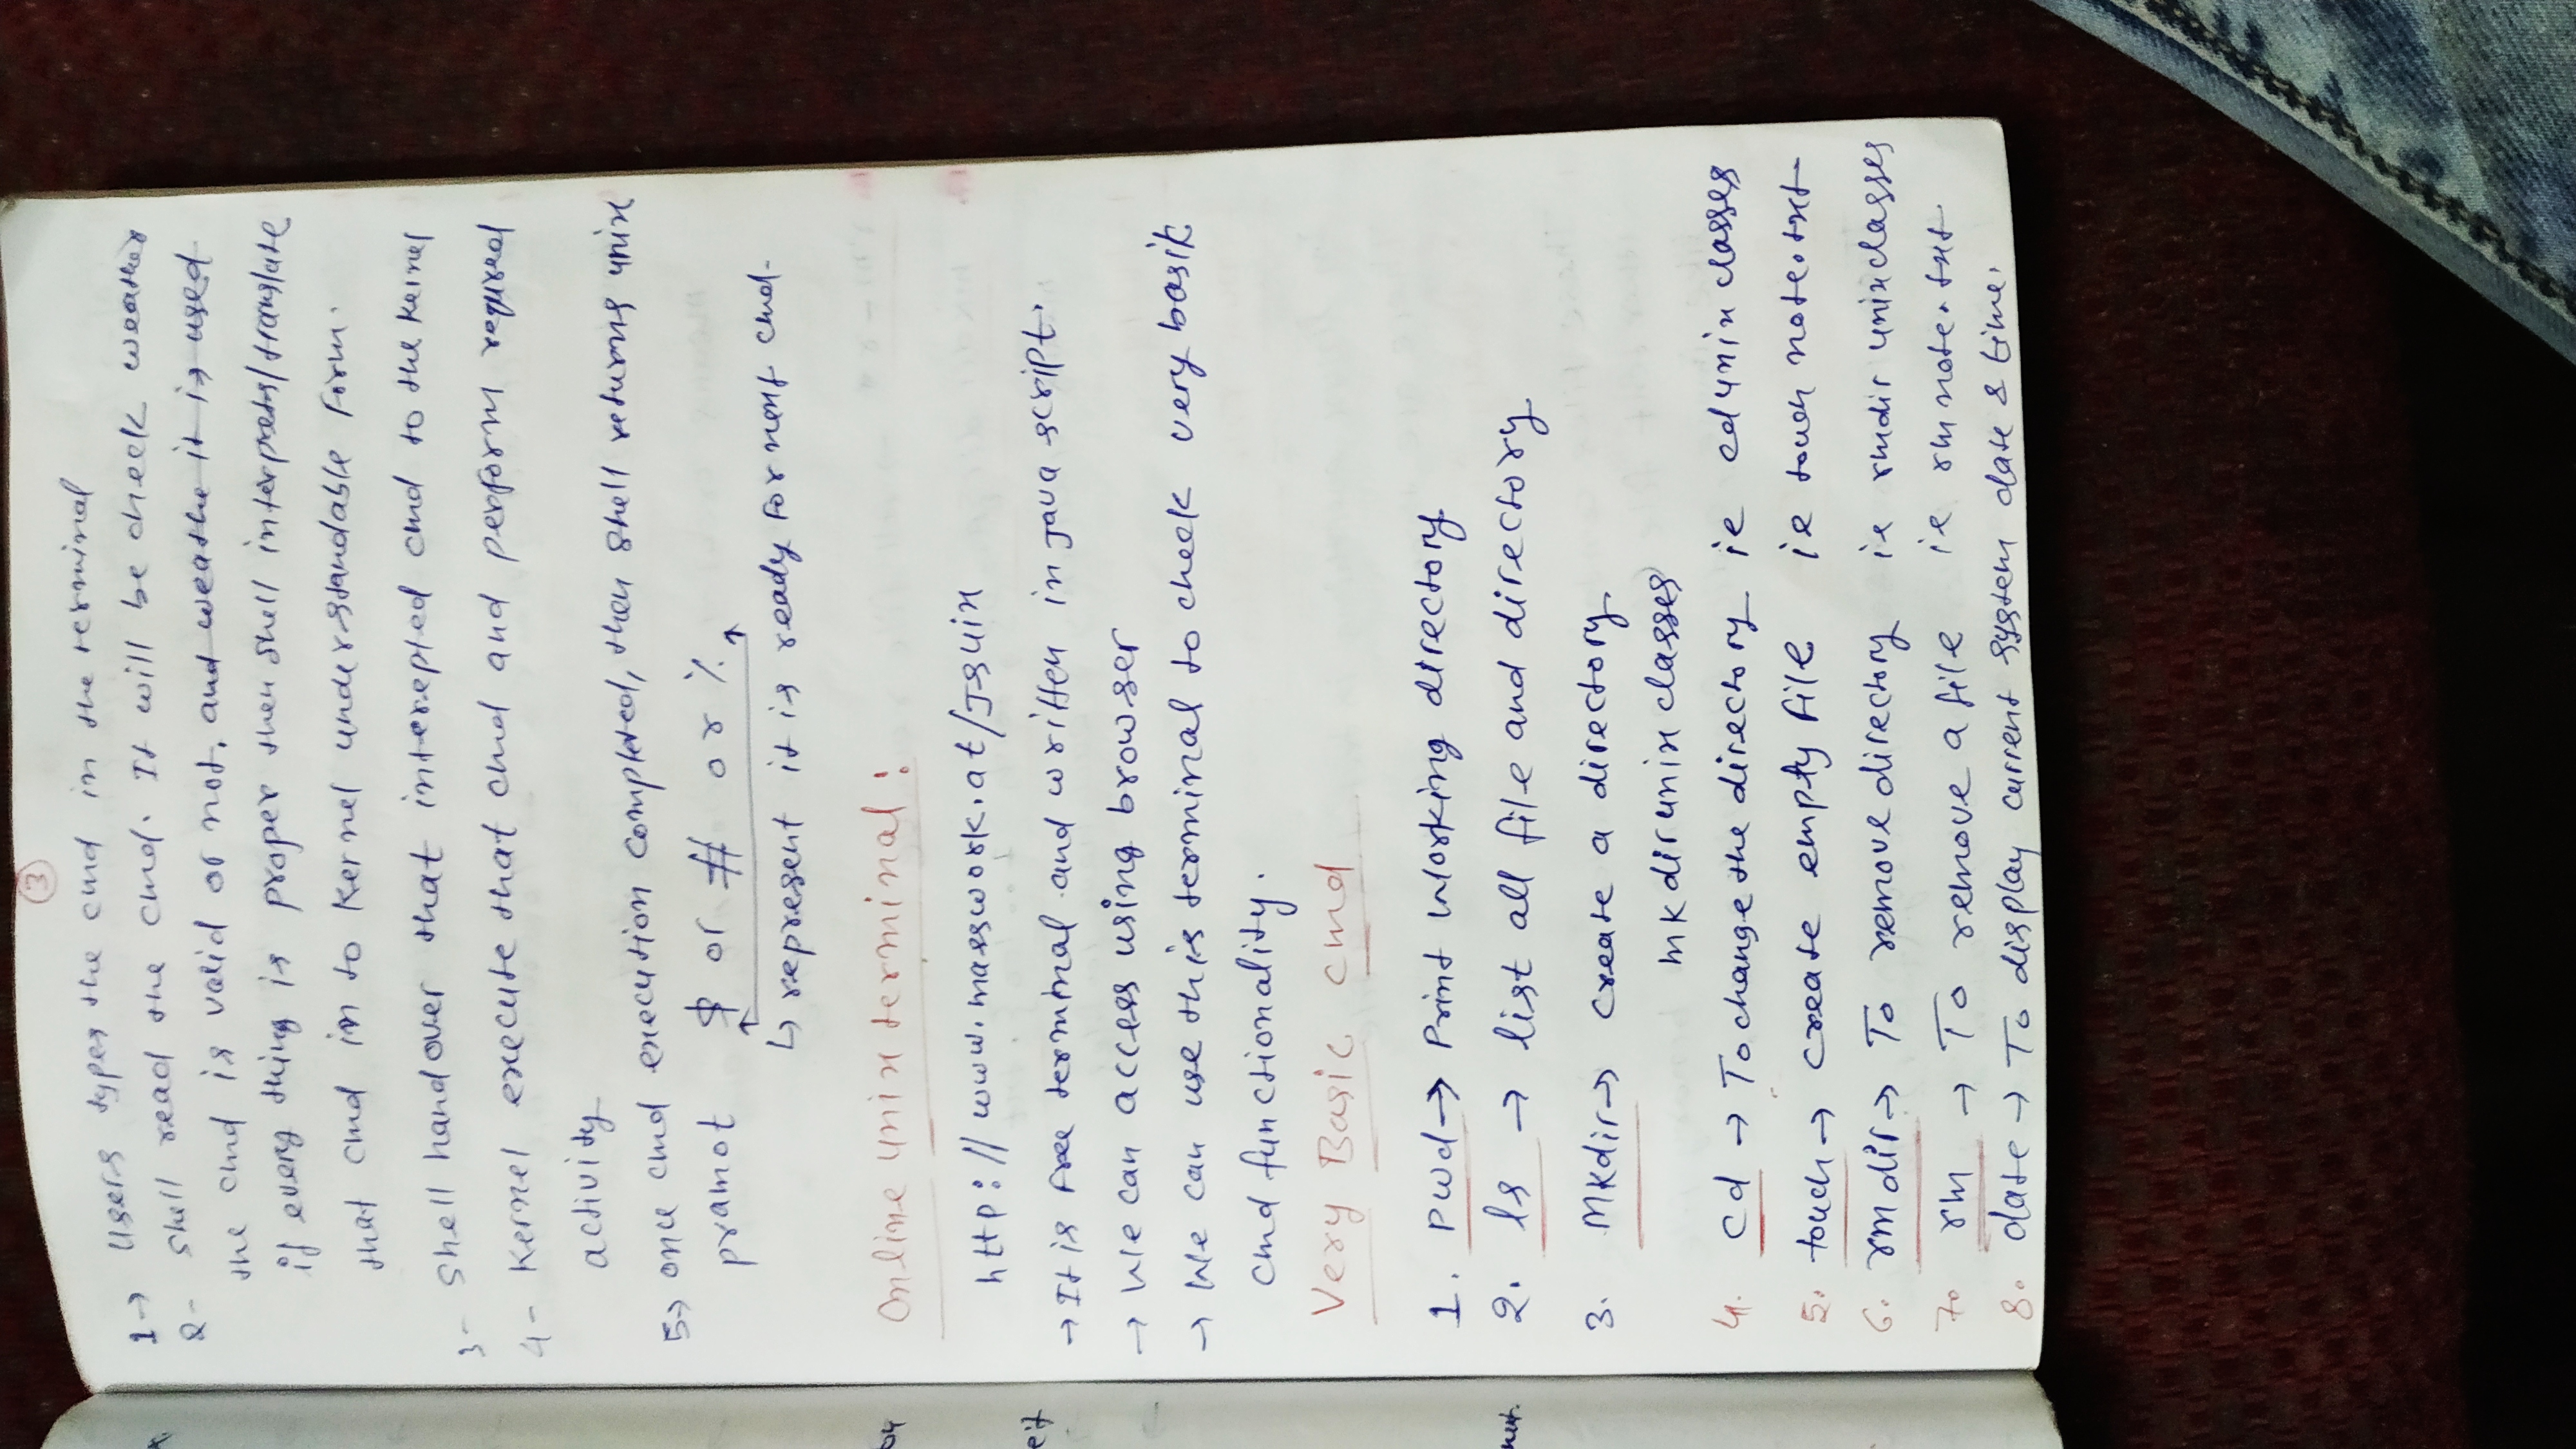 3
1→ Users types the cmd in the terminal
2- Shell read the cmd. It will be check weather
the cmd is valid or not, and weathe it is used
if every thing is proper then shell interprets/translate
that cmd in to Kernel understandable form.
3- Shell handover that interepted cmd to the Kernel
4- Kernel execute that cmd and perform requred
activity
5→ once cmd execution completed, then shell returns unix
pramot $ or # or %
↳ represent it is ready for next cmd.
Online unix terminal:
http://www.masswork.at/Jsuix
→ It is free terminal and written in Java script.
→ We can access using browser
→ We can use this terminal to check very basik
cmd functionality.
Very Basic cmd
1. Pwd → Print Working directory
2. ls → list all file and directory
3. Mkdir → create a directory
mkdir unix classes
4. cd → To change the directory ie cd unix classes
5. touch → create empty file ie touch note.txt
6. rmdir → To remove directory ie rmdir unixclasses
7. rm → To remove a file ie rm note.txt
8. date → To display current system date & time.